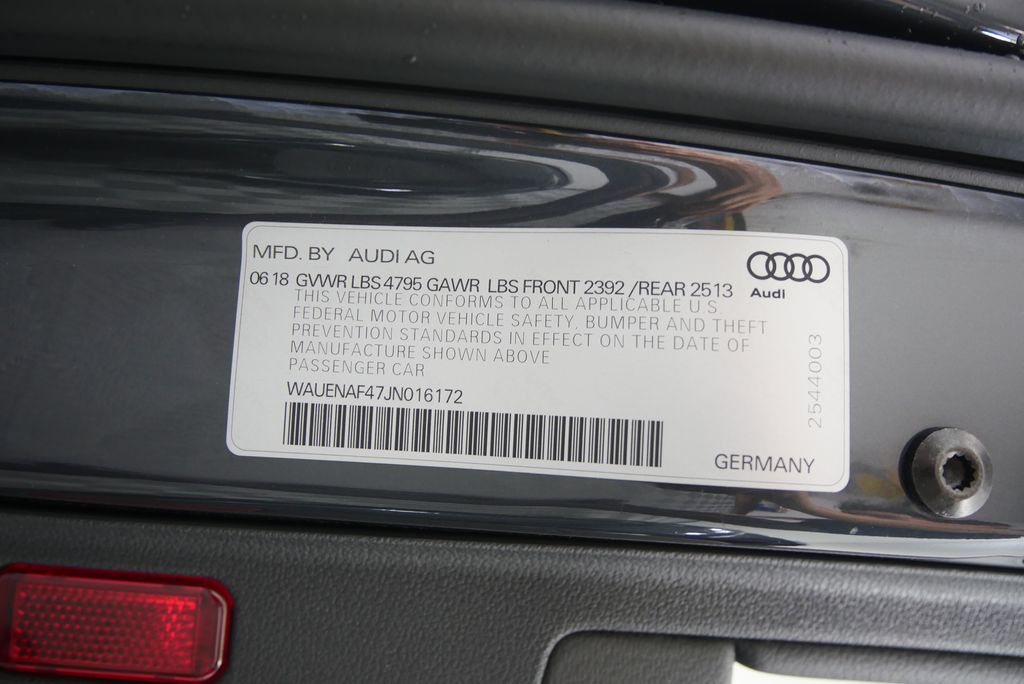 MFD. BY AUDI AG
06 18 GVWR LBS 4795 GAWR LBS FRONT 2392 /REAR 2513
Audi
THIS VEHICLE CONFORMS TO ALL APPLICABLE U.S.
FEDERAL MOTOR VEHICLE SAFETY, BUMPER AND THEFT
PREVENTION STANDARDS IN EFFECT ON THE DATE OF
MANUFACTURE SHOWN ABOVE
PASSENGER CAR
WAUENAF47JN016172
2544003
GERMANY